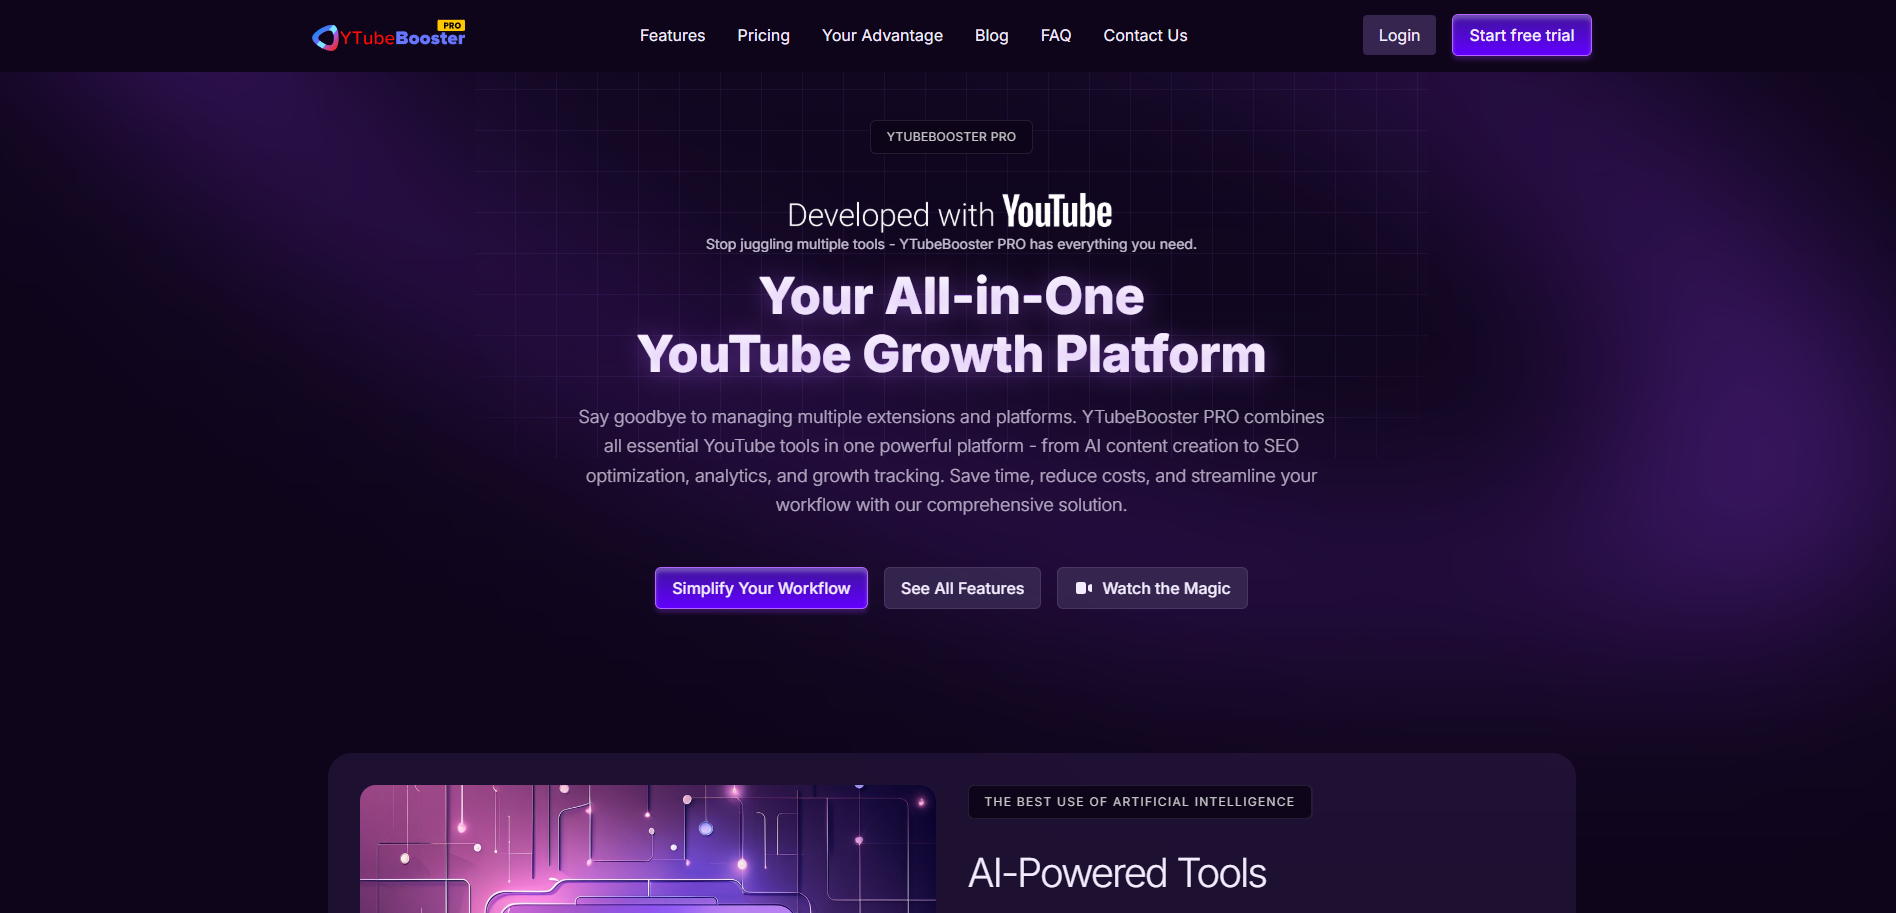 YTubeBooster PRO
Features
Pricing
Your Advantage
Blog
FAQ
Contact Us
Login
Start free trial
YTUBEBOOSTER PRO
Developed with YouTube
Stop juggling multiple tools - YTubeBooster PRO has everything you need.
Your All-in-One
YouTube Growth Platform
Say goodbye to managing multiple extensions and platforms. YTubeBooster PRO combines
all essential YouTube tools in one powerful platform - from AI content creation to SEO
optimization, analytics, and growth tracking. Save time, reduce costs, and streamline your
workflow with our comprehensive solution.
Simplify Your Workflow
See All Features
Watch the Magic
THE BEST USE OF ARTIFICIAL INTELLIGENCE
AI-Powered Tools